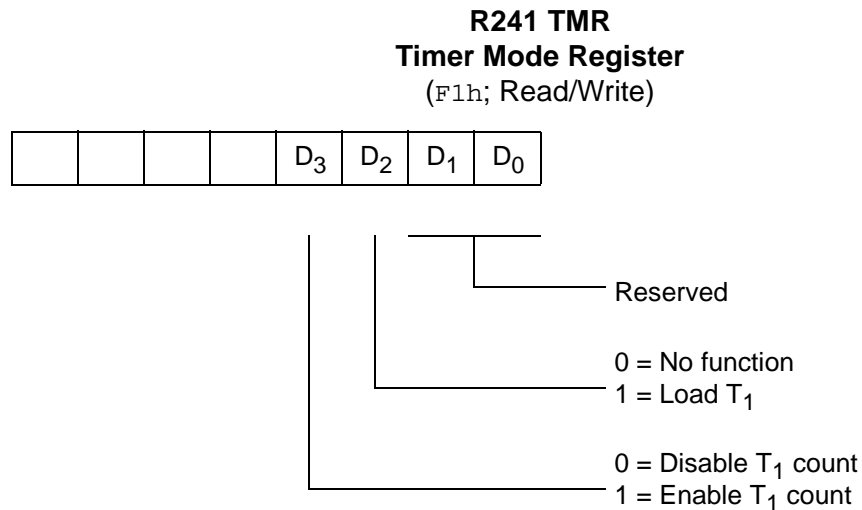 R241 TMR
Timer Mode Register
(F1h; Read/Write)
D3 D2 D1 D0
Reserved
0 = No function
1 = Load T1
0 = Disable T1 count
1 = Enable T1 count